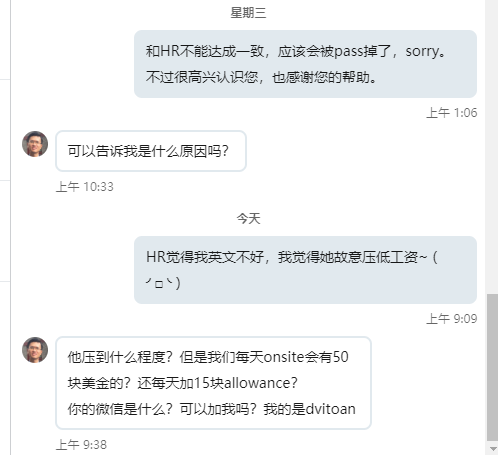 星期三
和HR不能达成一致，应该会被pass掉了，sorry。
不过很高兴认识您，也感谢您的帮助。
上午 1:06
可以告诉我是什么原因吗？
上午 10:33
今天
HR觉得我英文不好，我觉得她故意压低工资~ (
╯□╰ )
上午 9:09
他压到什么程度？但是我们每天onsite会有50
块美金的？还每天加15块allowance？
你的微信是什么？可以加我吗？我的是dvitoan
上午 9:38